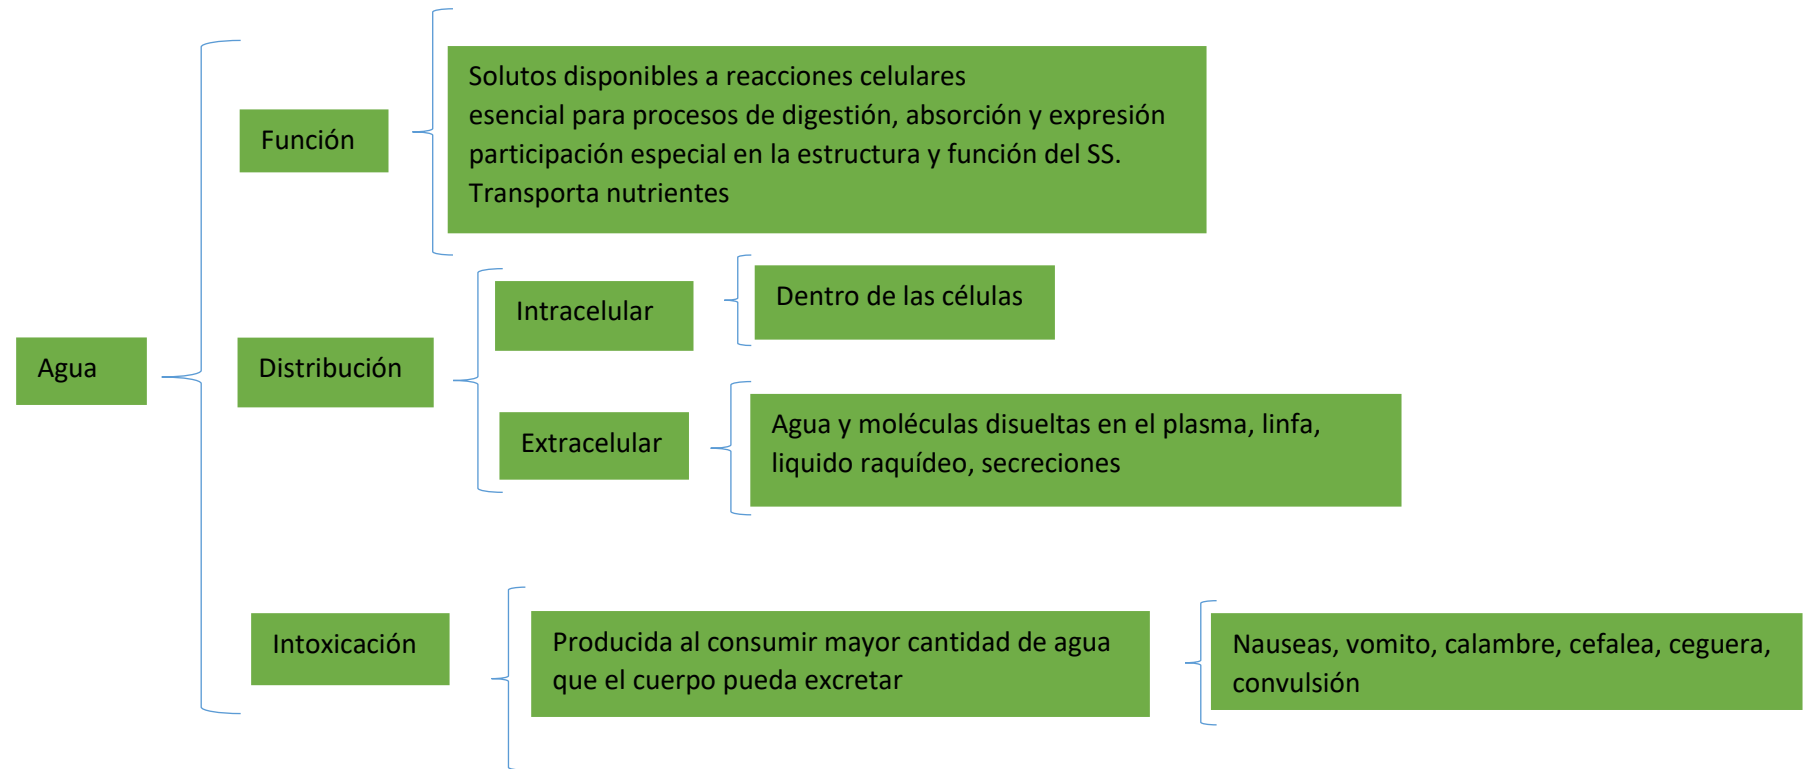 Solutos disponibles a reacciones celulares
esencial para procesos de digestión, absorción y expresión
participación especial en la estructura y función del SS.
Transporta nutrientes
Función
Intracelular
Dentro de las células
Agua
Distribución
Extracelular
Agua y moléculas disueltas en el plasma, linfa,
liquido raquídeo, secreciones
Intoxicación
Producida al consumir mayor cantidad de agua
que el cuerpo pueda excretar
Nauseas, vomito, calambre, cefalea, ceguera,
convulsión